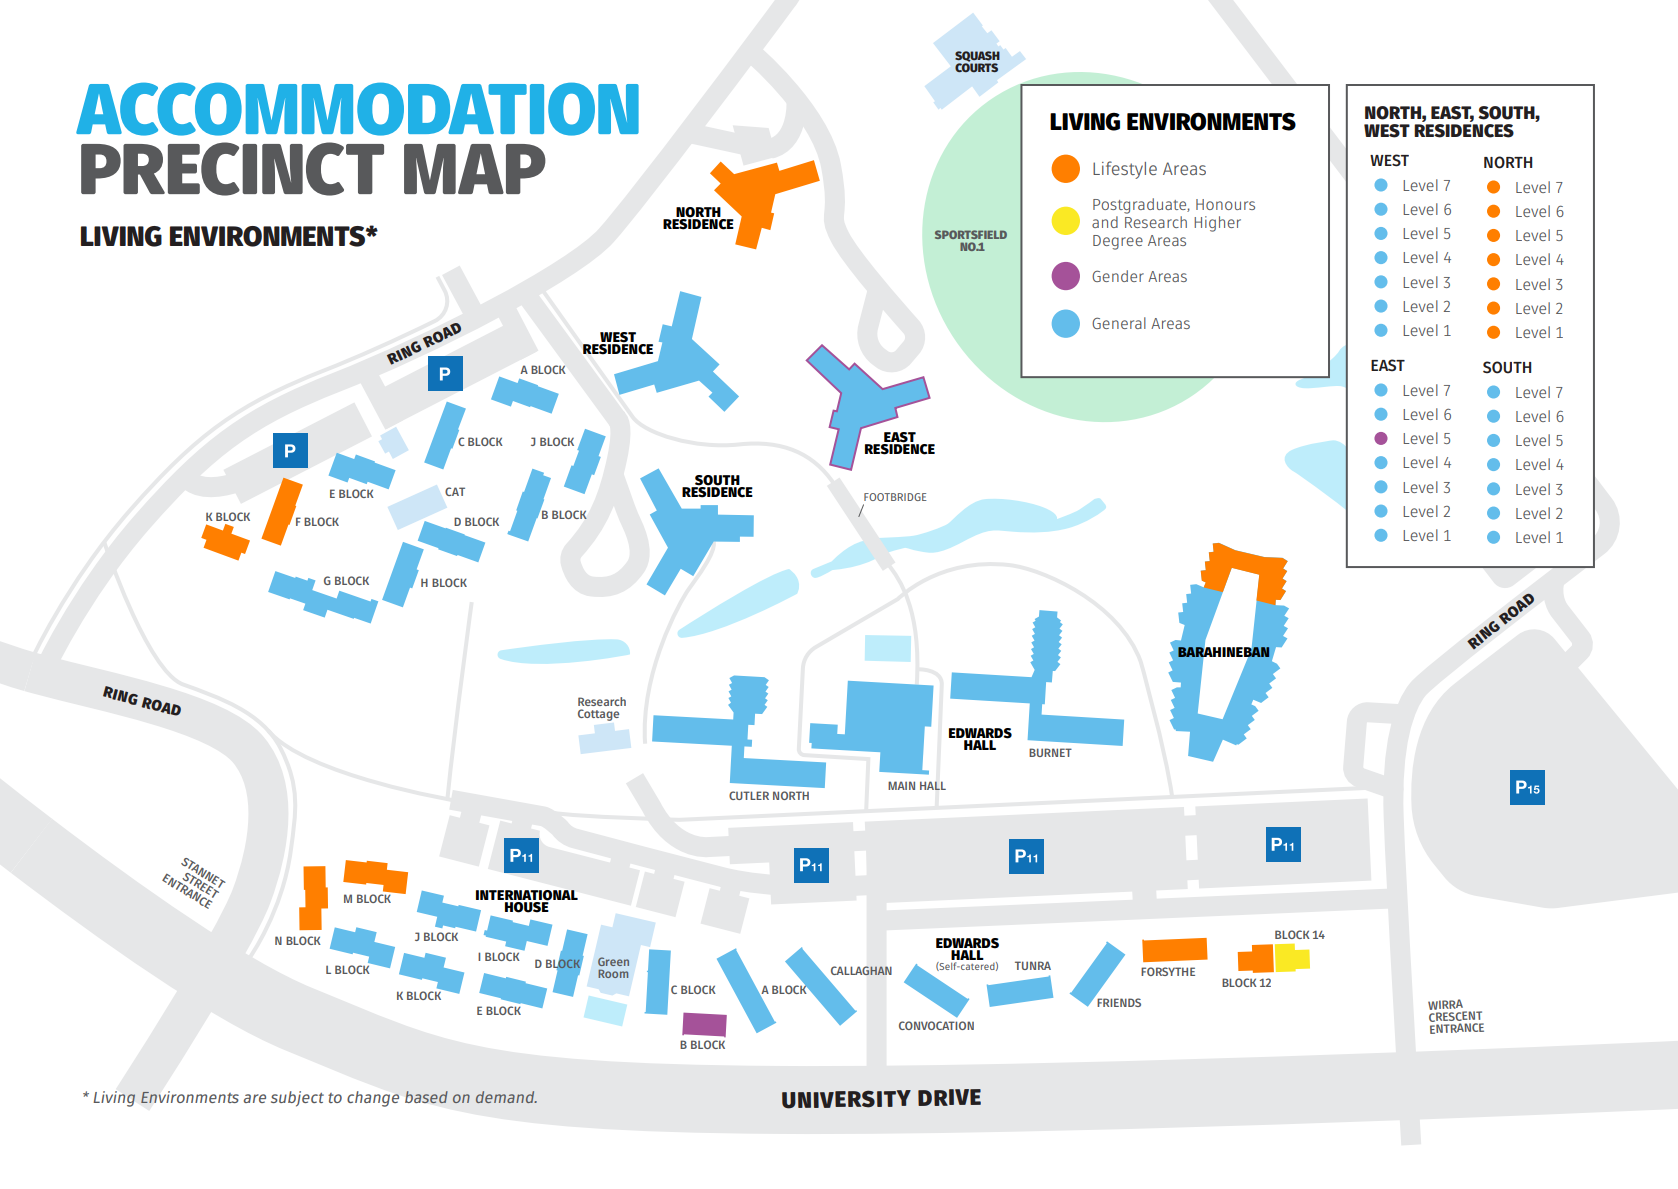 ACCOMMODATION
PRECINCT MAP
LIVING ENVIRONMENTS*
SQUASH
COURTS
SPORTSFIELD
NO.1
LIVING ENVIRONMENTS
Lifestyle Areas
Postgraduate, Honours
and Research Higher
Degree Areas
Gender Areas
General Areas
NORTH, EAST, SOUTH,
WEST RESIDENCES
WEST
Level 7
Level 6
Level 5
Level 4
Level 3
Level 2
Level 1
NORTH
Level 7
Level 6
Level 5
Level 4
Level 3
Level 2
Level 1
EAST
Level 7
Level 6
Level 5
Level 4
Level 3
Level 2
Level 1
SOUTH
Level 7
Level 6
Level 5
Level 4
Level 3
Level 2
Level 1
NORTH
RESIDENCE
WEST
RESIDENCE
EAST
RESIDENCE
SOUTH
RESIDENCE
FOOTBRIDGE
RING ROAD
P
P
A BLOCK
C BLOCK
J BLOCK
E BLOCK
CAT
K BLOCK
F BLOCK
D BLOCK
B BLOCK
G BLOCK
H BLOCK
RING ROAD
RING ROAD
BARAHINEBAN
Research
Cottage
CUTLER NORTH
MAIN HALL
EDWARDS
HALL
BURNET
P15
P11
P11
P11
P11
STANNET
STREET
ENTRANCE
INTERNATIONAL
HOUSE
M BLOCK
N BLOCK
J BLOCK
L BLOCK
I BLOCK
D BLOCK
K BLOCK
E BLOCK
Green
Room
C BLOCK
B BLOCK
A BLOCK
CALLAGHAN
EDWARDS
HALL
(Self-catered)
TUNRA
CONVOCATION
FRIENDS
FORSYTHE
BLOCK 14
BLOCK 12
WIRRA
CRESCENT
ENTRANCE
UNIVERSITY DRIVE
* Living Environments are subject to change based on demand.